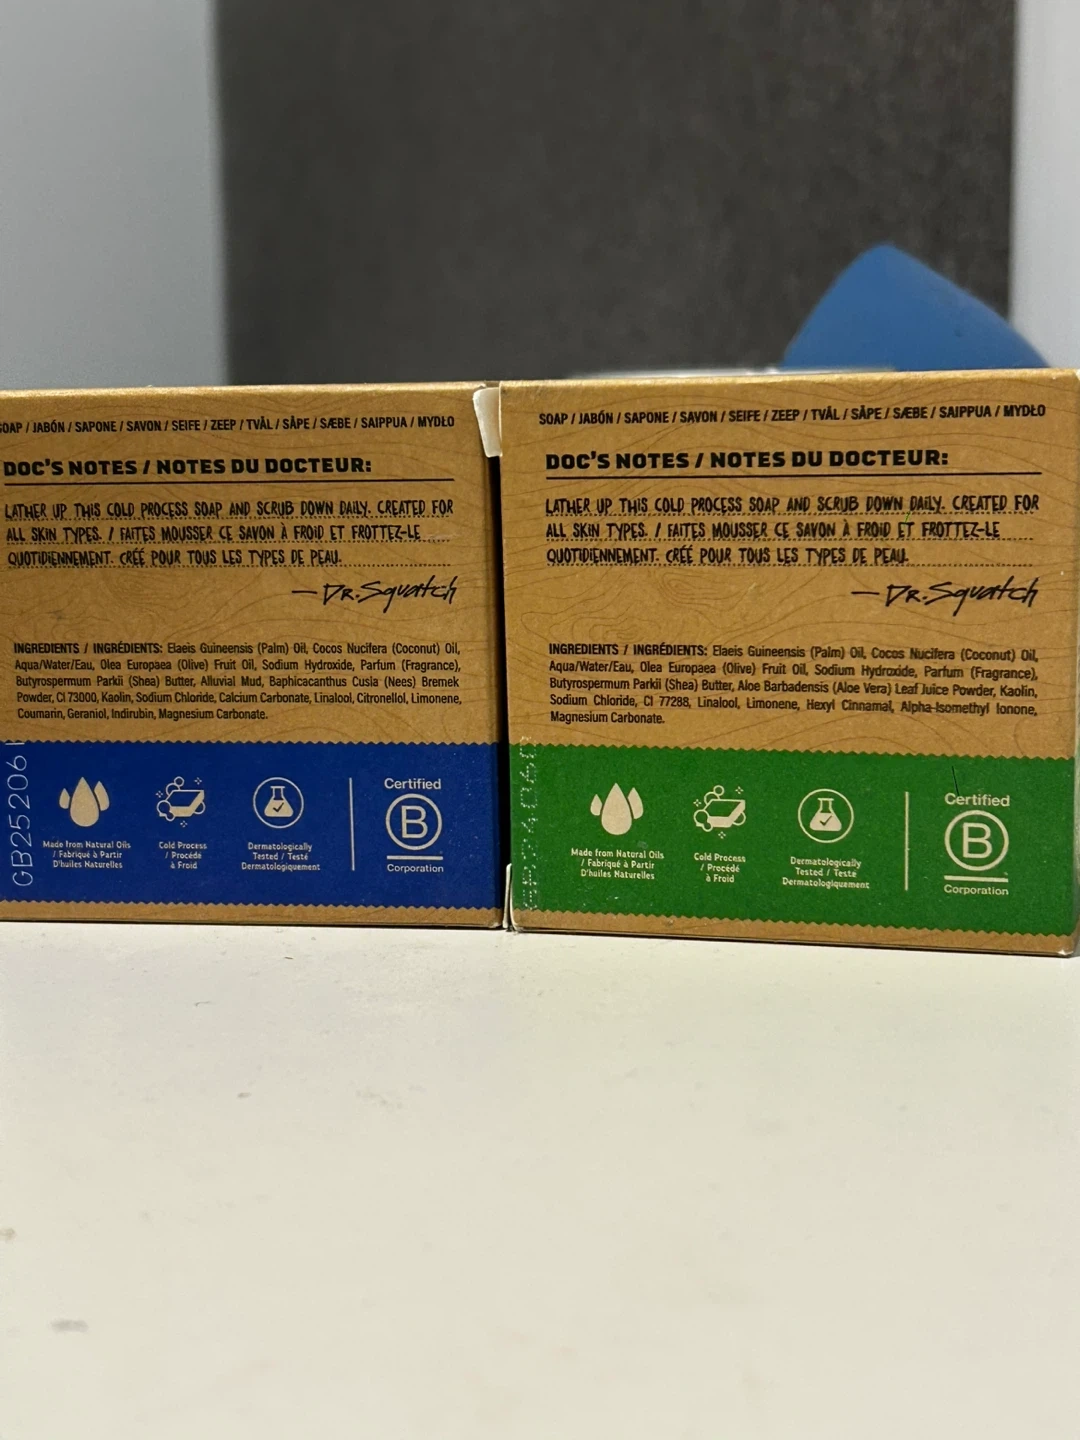 SOAP / JABÓN / SAPONE / SAVON / SEIFE / ZEEP / TVÅL / SÅPE / SÆBE / SAIPPUA / MYDŁO
DOC'S NOTES / NOTES DU DOCTEUR:
LATHER UP THIS COLD PROCESS SOAP AND SCRUB DOWN DAILY. CREATED FOR
ALL SKIN TYPES. / FAITES MOUSSER CE SAVON À FROID ET FROTTEZ-LE
QUOTIDIENNEMENT. CRÉÉ POUR TOUS LES TYPES DE PEAU.
— Dr. Squatch
INGREDIENTS / INGRÉDIENTS: Elaeis Guineensis (Palm) Oil, Cocos Nucifera (Coconut) Oil,
Aqua/Water/Eau, Olea Europaea (Olive) Fruit Oil, Sodium Hydroxide, Parfum (Fragrance),
Butyrospermum Parkii (Shea) Butter, Alluvial Mud, Baphicacanthus Cusia (Nees) Bremek
Powder, CI 73000, Kaolin, Sodium Chloride, Calcium Carbonate, Linalool, Citronellol, Limonene,
Coumarin, Geraniol, Indirubin, Magnesium Carbonate.
GB25206
Made from Natural Oils
/ Fabriqué à Partir
D'huiles Naturelles
Cold Process
/ Procédé
à Froid
Dermatologically
Tested / Testé
Dermatologiquement
Certified
B
Corporation
SOAP / JABÓN / SAPONE / SAVON / SEIFE / ZEEP / TVÅL / SÅPE / SÆBE / SAIPPUA / MYDŁO
DOC'S NOTES / NOTES DU DOCTEUR:
LATHER UP THIS COLD PROCESS SOAP AND SCRUB DOWN DAILY. CREATED FOR
ALL SKIN TYPES. / FAITES MOUSSER CE SAVON À FROID ET FROTTEZ-LE
QUOTIDIENNEMENT. CRÉÉ POUR TOUS LES TYPES DE PEAU.
— Dr. Squatch
INGREDIENTS / INGRÉDIENTS: Elaeis Guineensis (Palm) Oil, Cocos Nucifera (Coconut) Oil,
Aqua/Water/Eau, Olea Europaea (Olive) Fruit Oil, Sodium Hydroxide, Parfum (Fragrance),
Butyrospermum Parkii (Shea) Butter, Aloe Barbadensis (Aloe Vera) Leaf Juice Powder, Kaolin,
Sodium Chloride, CI 77288, Linalool, Limonene, Hexyl Cinnamal, Alpha-Isomethyl Ionone,
Magnesium Carbonate.
Made from Natural Oils
/ Fabriqué à Partir
D'huiles Naturelles
Cold Process
/ Procédé
à Froid
Dermatologically
Tested / Testé
Dermatologiquement
Certified
B
Corporation